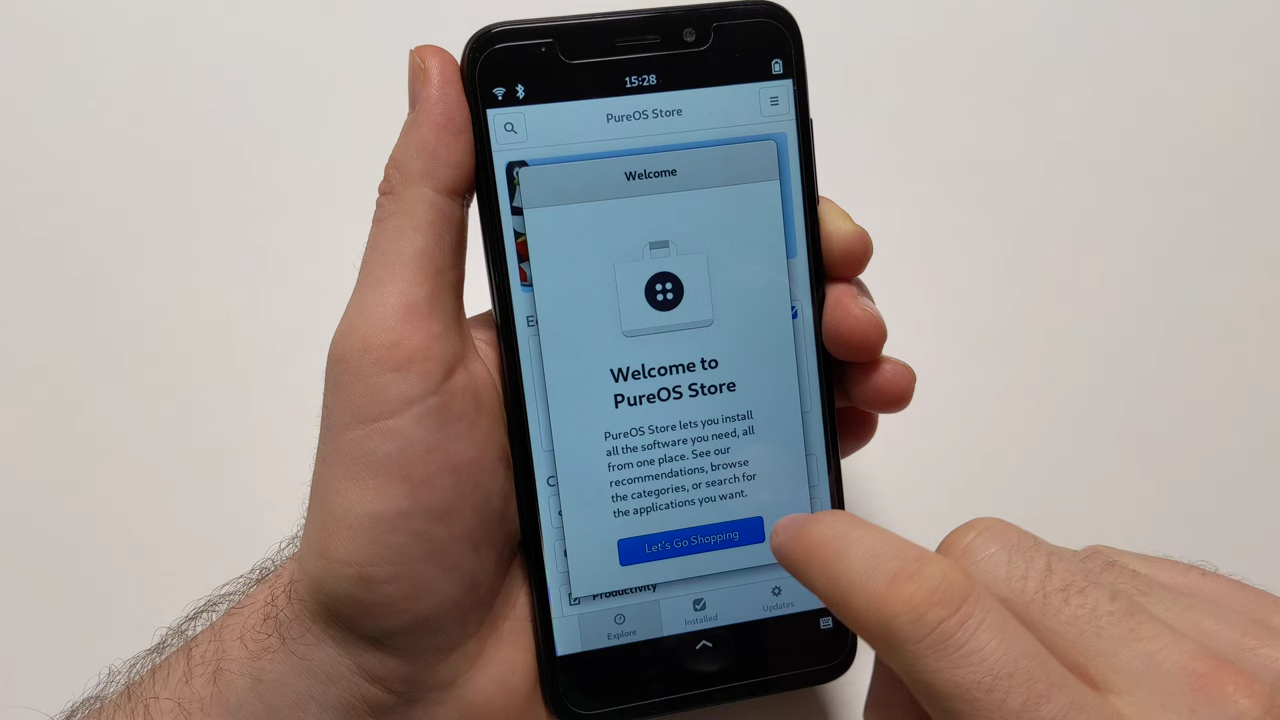 15:28
PureOS Store
Welcome
Welcome to
PureOS Store
PureOS Store lets you install
all the software you need, all
from one place. See our
recommendations, browse
the categories, or search for
the applications you want.
Let's Go Shopping
Productivity
Explore
Installed
Updates